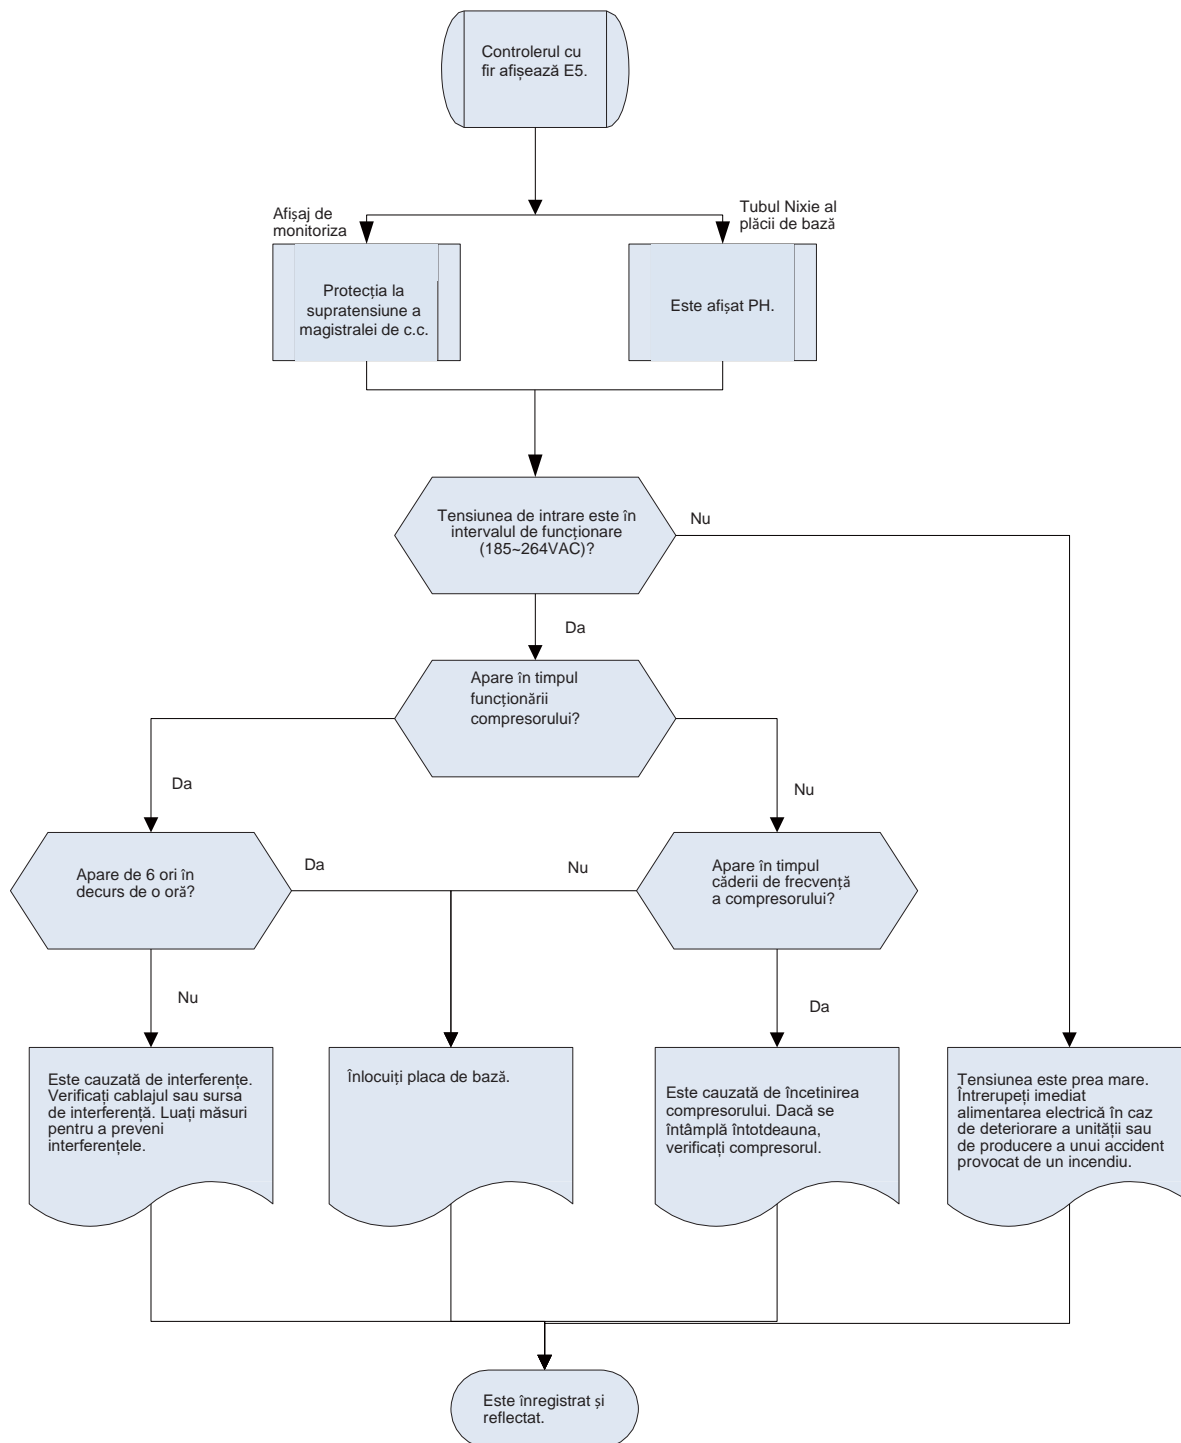 Controlerul cu
fir afișează E5.
Afișaj de
monitoriza
Tubul Nixie al
plăcii de bază
Protecția la
supratensiune a
magistralei de c.c.
Este afișat PH.
Tensiunea de intrare este în
intervalul de funcționare
(185~264VAC)?
Nu
Da
Apare în timpul
funcționării
compresorului?
Da
Nu
Apare de 6 ori în
decurs de o oră?
Da
Nu
Apare în timpul
căderii de frecvență
a compresorului?
Nu
Da
Este cauzată de interferențe.
Verificați cablajul sau sursa
de interferență. Luați măsuri
pentru a preveni
interferențele.
Înlocuiți placa de bază.
Este cauzată de încetinirea
compresorului. Dacă se
întâmplă întotdeauna,
verificați compresorul.
Tensiunea este prea mare.
Întrerupeți imediat
alimentarea electrică în caz
de deteriorare a unității sau
de producere a unui accident
provocat de un incendiu.
Este înregistrat și
reflectat.